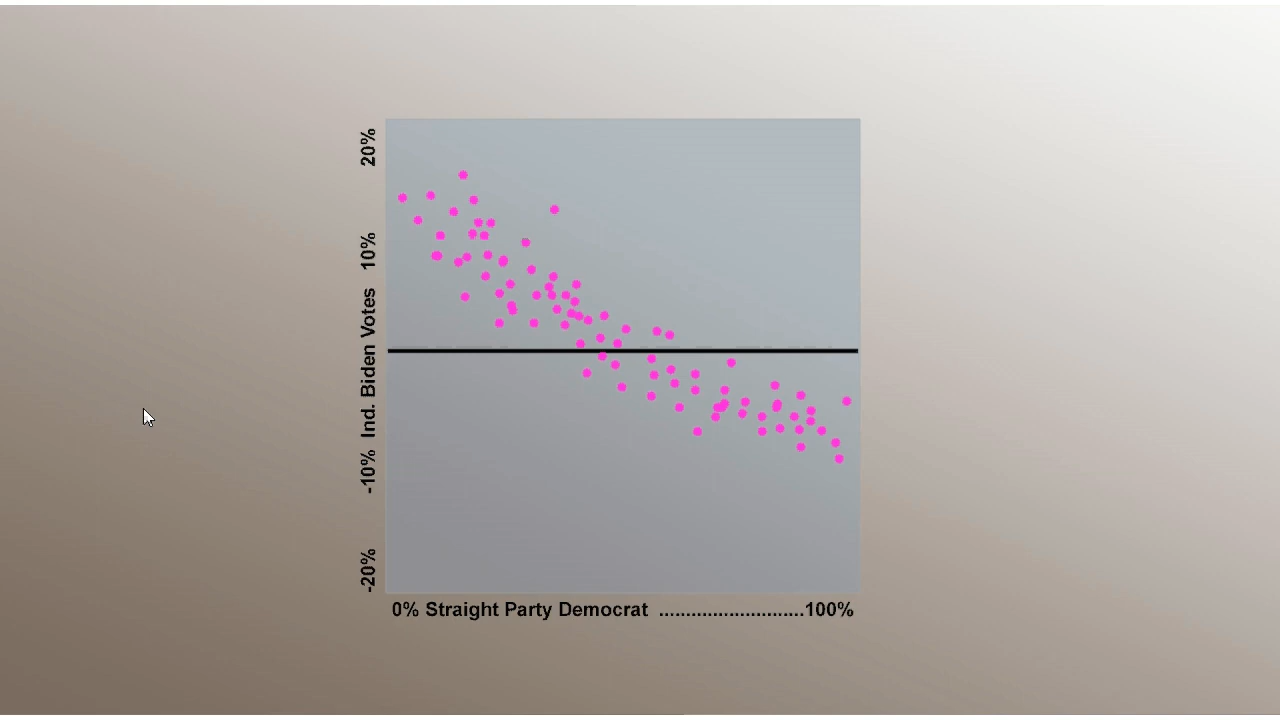 20%
10%
Ind. Biden Votes
-10%
-20%
0% Straight Party Democrat ...........................100%